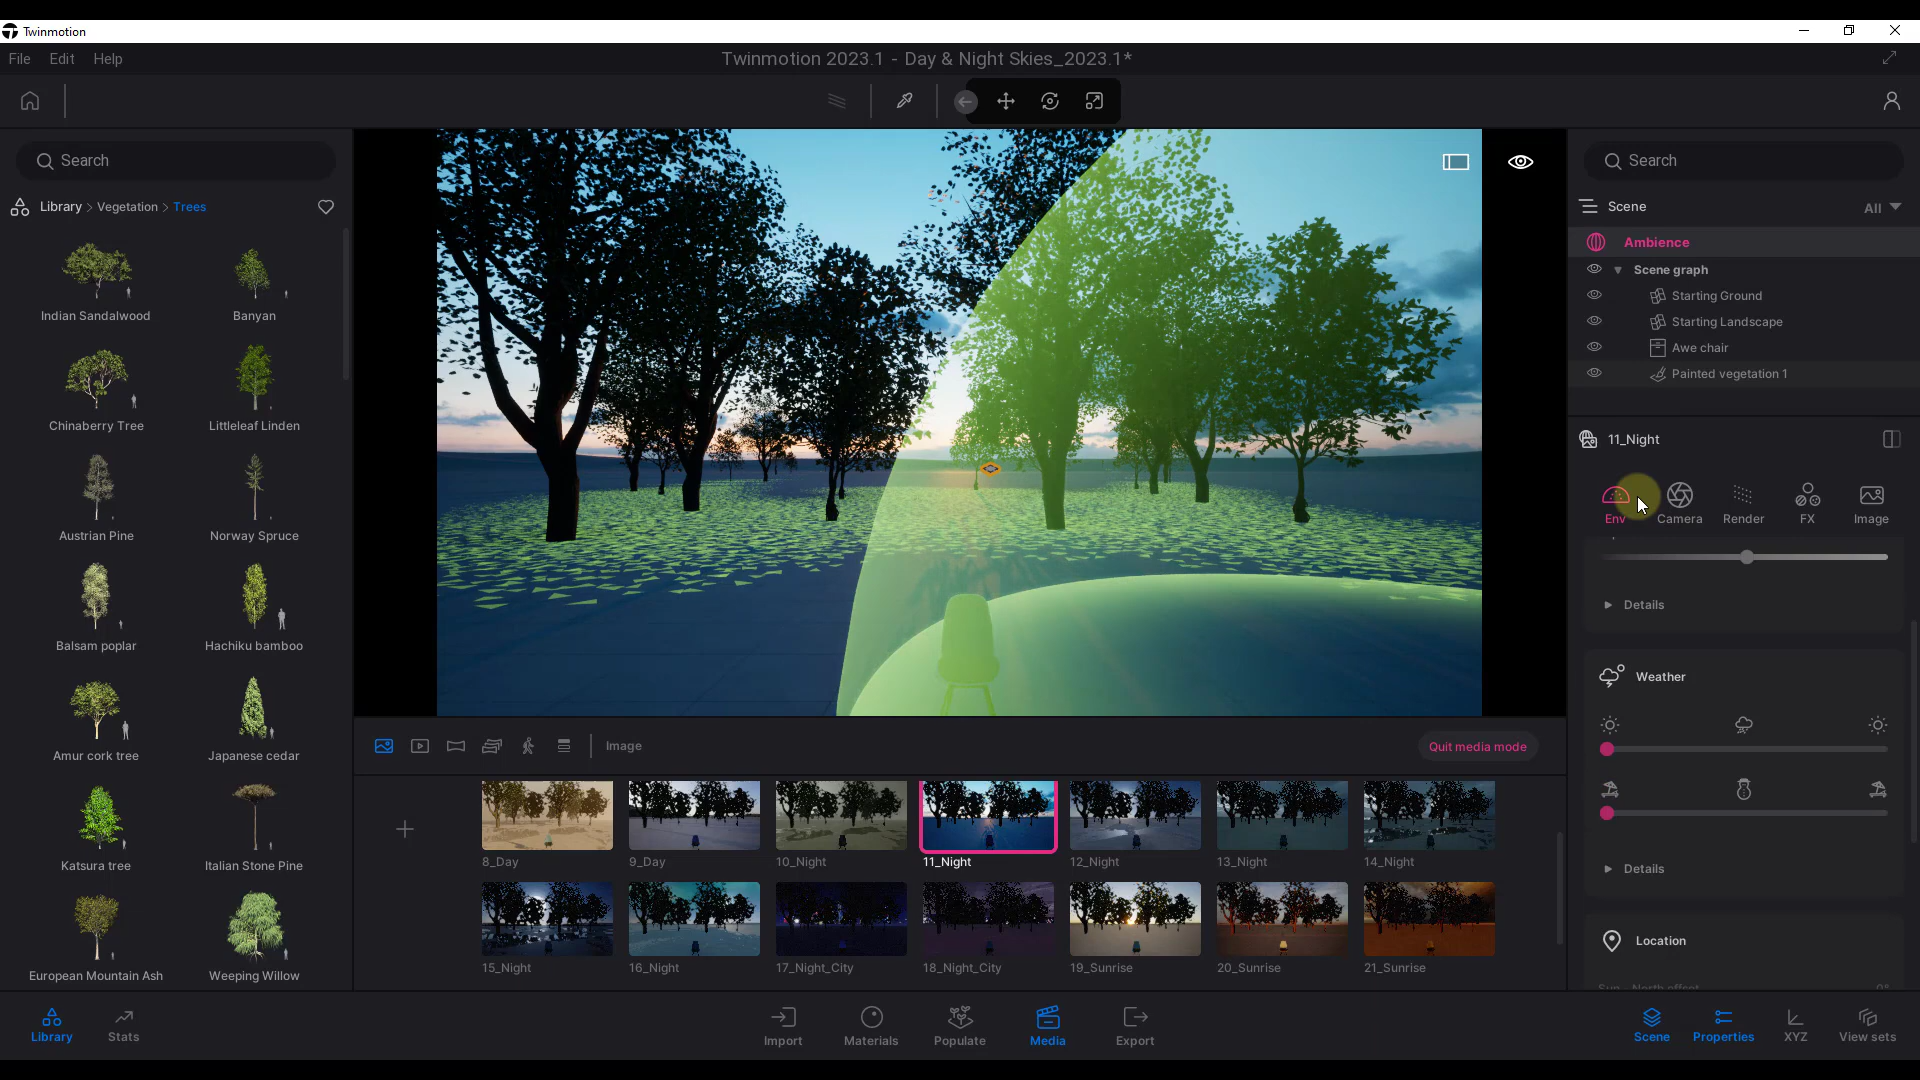 Twinmotion
File Edit Help
Twinmotion 2023.1 - Day & Night Skies_2023.1*
Search
Library > Vegetation > Trees
Indian Sandalwood
Banyan
Chinaberry Tree
Littleleaf Linden
Austrian Pine
Norway Spruce
Balsam poplar
Hachiku bamboo
Amur cork tree
Japanese cedar
Katsura tree
Italian Stone Pine
European Mountain Ash
Weeping Willow
Image
Quit media mode
8_Day
9_Day
10_Night
11_Night
12_Night
13_Night
14_Night
15_Night
16_Night
17_Night_City
18_Night_City
19_Sunrise
20_Sunrise
21_Sunrise
Search
Scene
All
Ambience
Scene graph
Starting Ground
Starting Landscape
Awe chair
Painted vegetation 1
11_Night
Env
Camera
Render
FX
Image
Details
Weather
Details
Location
Library
Stats
Import
Materials
Populate
Media
Export
Scene
Properties
XYZ
View sets